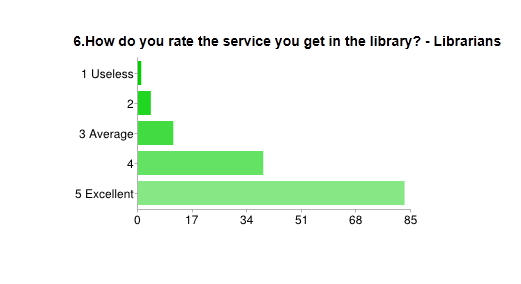 6.How do you rate the service you get in the library? - Librarians
1 Useless
2
3 Average
4
5 Excellent
0 17 34 51 68 85